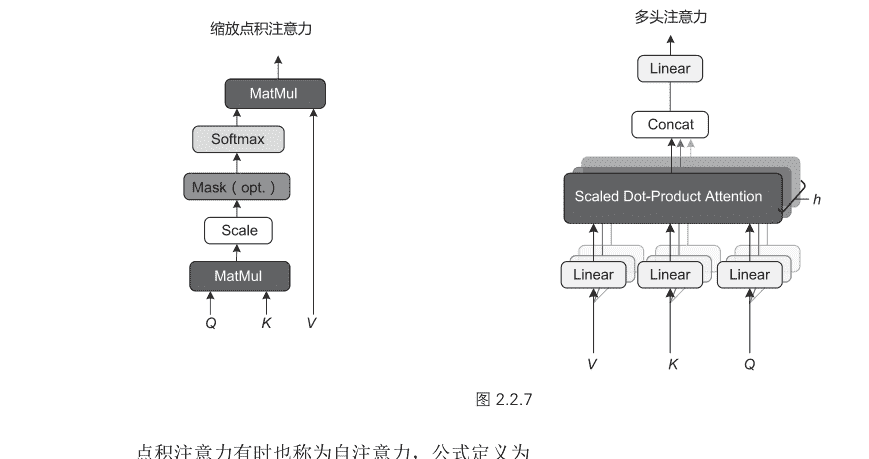 缩放点积注意力
MatMul
Softmax
Mask（opt.）
Scale
MatMul
Q K V
多头注意力
Linear
Concat
Scaled Dot-Product Attention
h
Linear Linear Linear
V K Q
图 2.2.7
点积注意力有时也称为自注意力，公式定义为